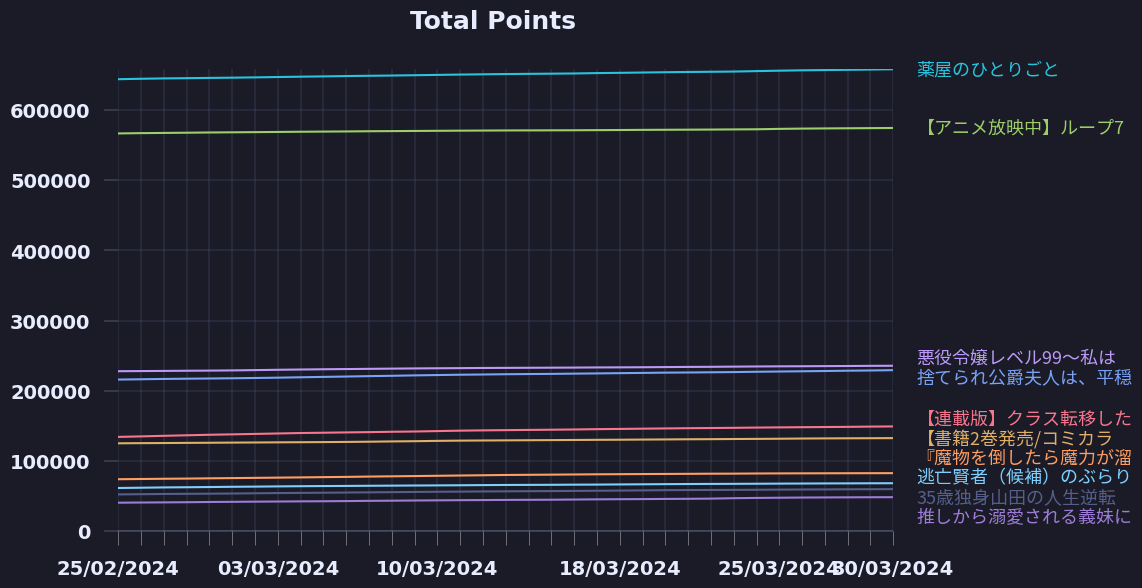 Total Points
薬屋のひとりごと
【アニメ放映中】ループ7
600000
500000
400000
300000
200000
100000
0
悪役令嬢レベル99～私は
捨てられ公爵夫人は、平穏
【連載版】クラス転移した
【書籍2巻発売/コミカラ
『魔物を倒したら魔力が溜
逃亡賢者（候補）のぶらり
35歳独身山田の人生逆転
推しから溺愛される義妹に
25/02/2024
03/03/2024
10/03/2024
18/03/2024
25/03/2024
30/03/2024